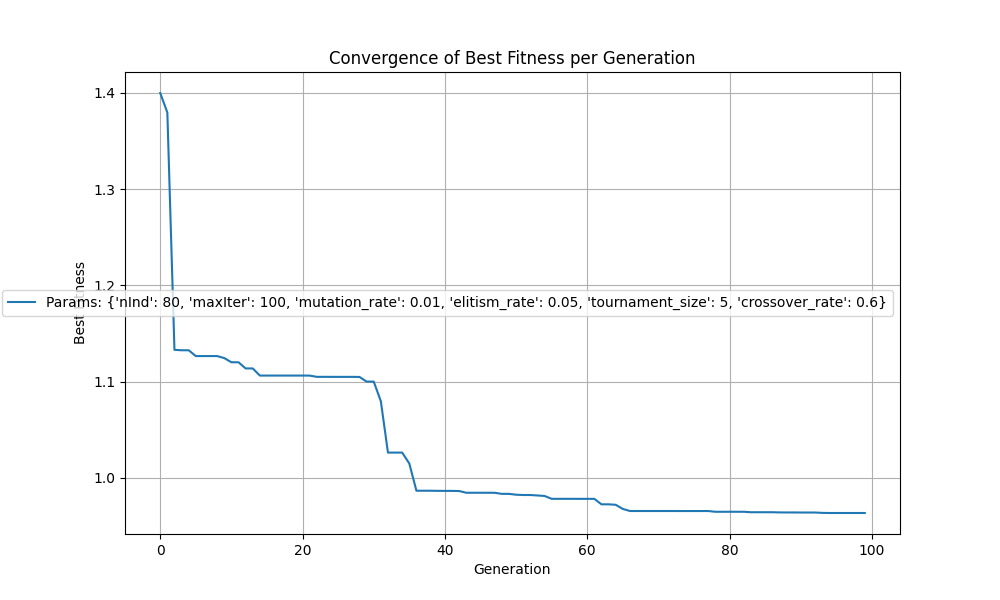 Convergence of Best Fitness per Generation
1.4
1.3
1.2
1.1
1.0
Best
Params: {'nInd': 80, 'maxIter': 100, 'mutation_rate': 0.01, 'elitism_rate': 0.05, 'tournament_size': 5, 'crossover_rate': 0.6}
0
20
40
60
80
100
Generation